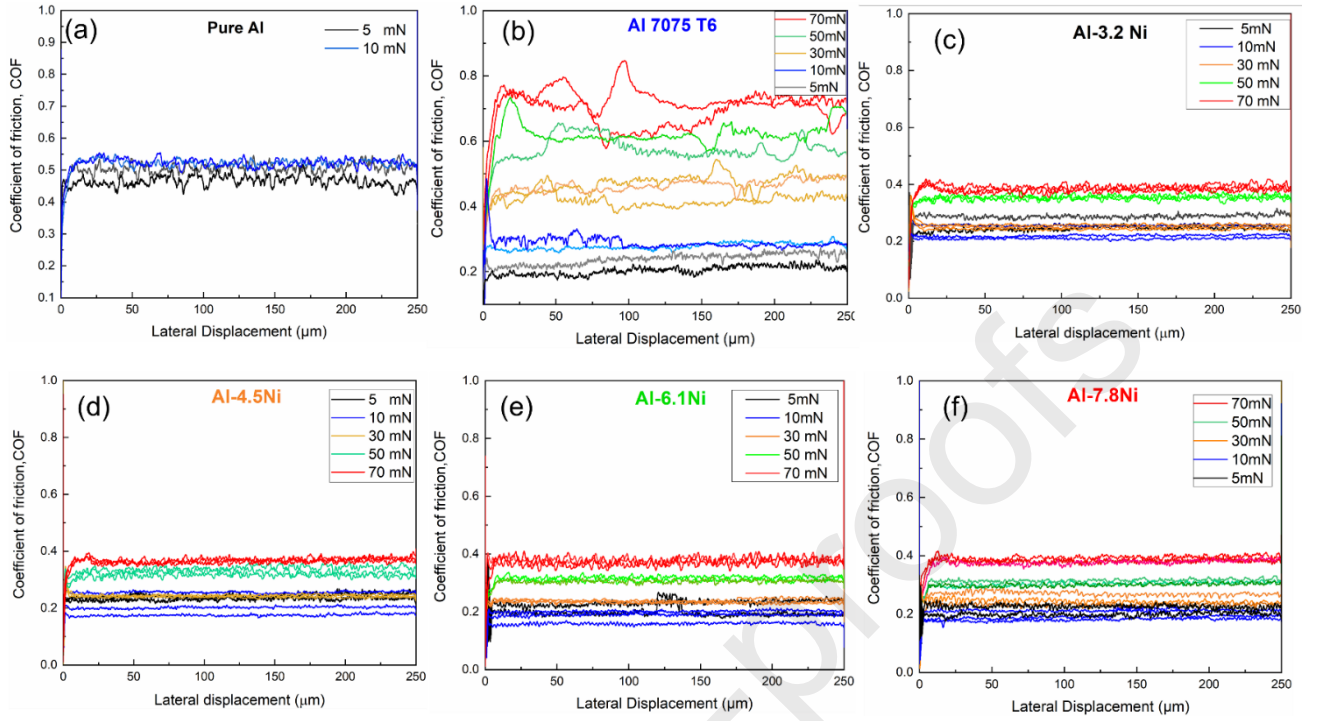 (a)
Pure Al
5 mN
10 mN
1.0
0.9
0.8
0.7
0.6
0.5
0.4
0.3
0.2
0.1
Coefficient of friction, COF
0 50 100 150 200 250
Lateral Displacement (µm)
(b)
Al 7075 T6
70mN
50mN
30mN
10mN
5mN
1.0
0.8
0.6
0.4
0.2
Coefficient of friction, COF
0 50 100 150 200 250
Lateral Displacement (µm)
(c)
Al-3.2 Ni
5mN
10mN
30 mN
50 mN
70 mN
1.0
0.8
0.6
0.4
0.2
0.0
Coefficient of friction, COF
0 50 100 150 200 250
Lateral displacement (µm)
(d)
Al-4.5Ni
5 mN
10 mN
30 mN
50 mN
70 mN
1.0
0.8
0.6
0.4
0.2
0.0
Coefficient of friction,COF
0 50 100 150 200 250
Lateral displacement (µm)
(e)
Al-6.1Ni
5mN
10mN
30 mN
50 mN
70 mN
1.0
0.8
0.6
0.4
0.2
0.0
Coefficient of friction,COF
0 50 100 150 200 250
Lateral Displacement (µm)
(f)
Al-7.8Ni
70mN
50mN
30mN
10mN
5mN
1.0
0.8
0.6
0.4
0.2
0.0
Coefficient of friction,COF
0 50 100 150 200 250
Lateral Displacement (µm)
-proofs